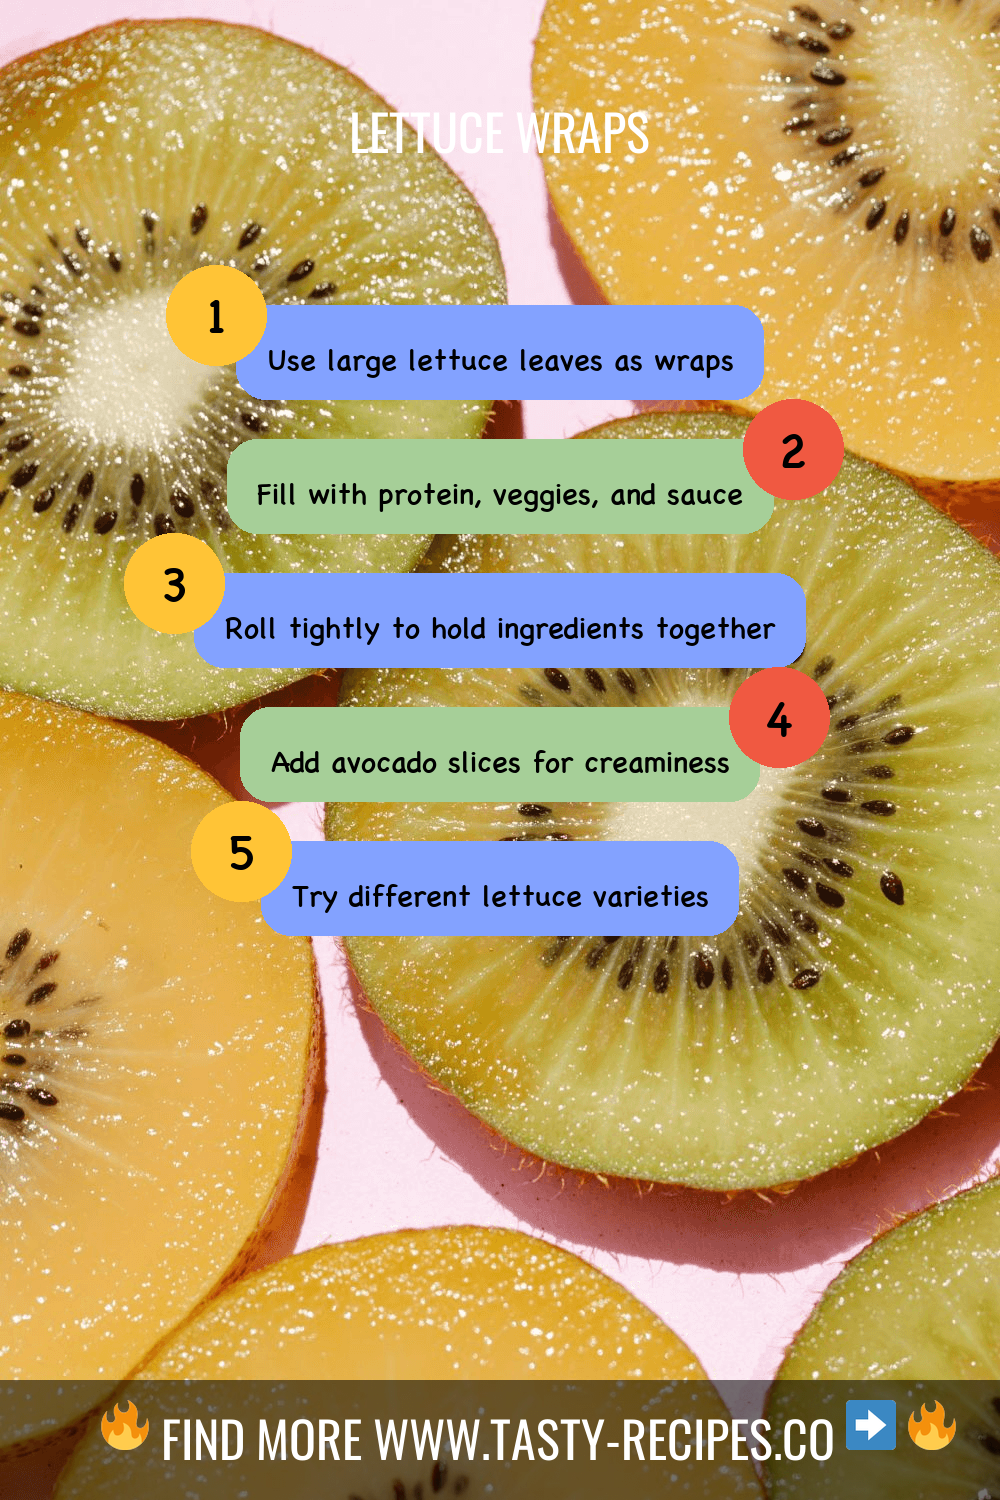 LETTUCE WRAPS
1
Use large lettuce leaves as wraps
2
Fill with protein, veggies, and sauce
3
Roll tightly to hold ingredients together
4
Add avocado slices for creaminess
5
Try different lettuce varieties
🔥 FIND MORE WWW.TASTY-RECIPES.CO ➡️ 🔥